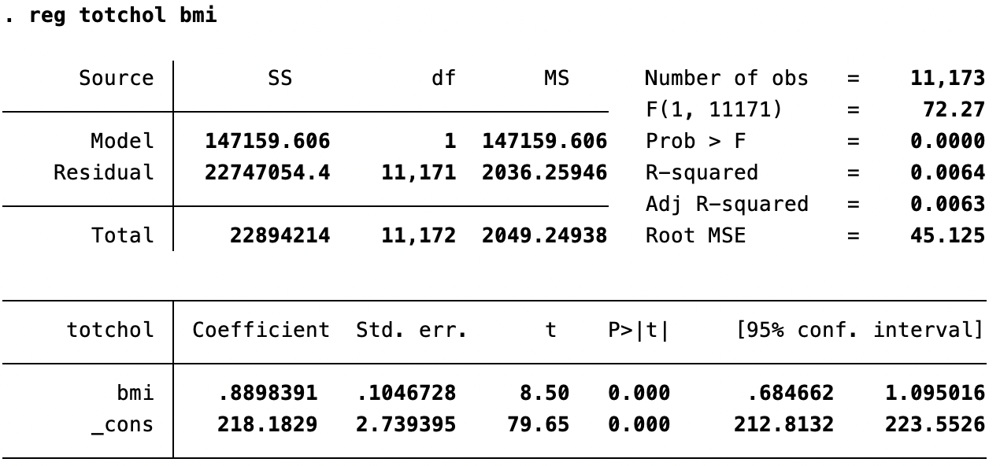 . reg totchol bmi
Source SS df MS Number of obs = 11,173
F(1, 11171) = 72.27
Model 147159.606 1 147159.606 Prob > F = 0.0000
Residual 22747054.4 11,171 2036.25946 R-squared = 0.0064
Adj R-squared = 0.0063
Total 22894214 11,172 2049.24938 Root MSE = 45.125
totchol Coefficient Std. err. t P>|t| [95% conf. interval]
bmi .8898391 .1046728 8.50 0.000 .684662 1.095016
_cons 218.1829 2.739395 79.65 0.000 212.8132 223.5526